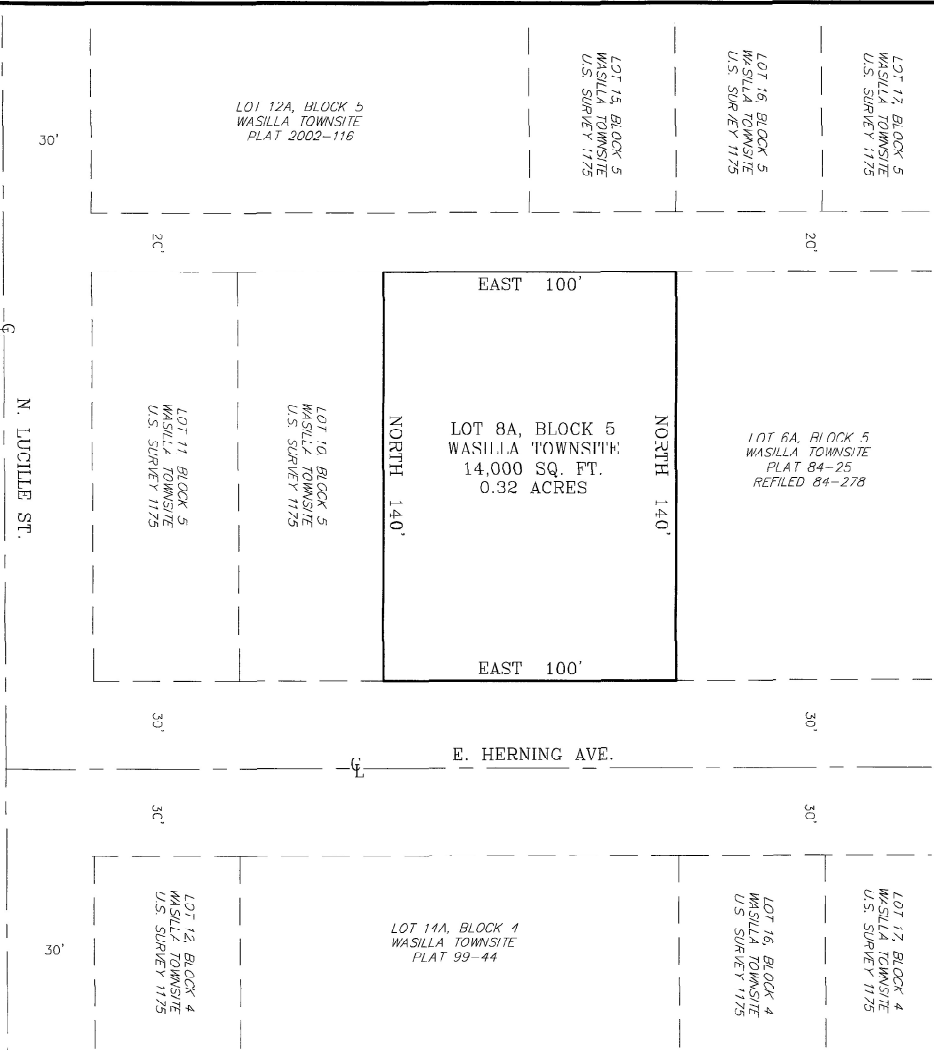 LOT 12A, BLOCK 5
WASILLA TOWNSITE
PLAT 2002-116
LOT 15, BLOCK 5
WASILLA TOWNSITE
U.S. SURVEY 1175
LOT 16, BLOCK 5
WASILLA TOWNSITE
U.S. SURVEY 1175
LOT 17, BLOCK 5
WASILLA TOWNSITE
U.S. SURVEY 1175
30'
20'
20'
EAST 100'
N. LUCILLE ST.
LOT 11 BLOCK 5
WASILLA TOWNSITE
U.S. SURVEY 1175
LOT 10, BLOCK 5
WASILLA TOWNSITE
U.S. SURVEY 1175
NORTH 140'
LOT 8A, BLOCK 5
WASILLA TOWNSITE
14,000 SQ. FT.
0.32 ACRES
NORTH 140'
LOT 6A, BLOCK 5
WASILLA TOWNSITE
PLAT 84-25
REFILED 84-278
EAST 100'
30'
30'
E. HERNING AVE.
30'
30'
30'
LOT 12, BLOCK 4
WASILLA TOWNSITE
U.S. SURVEY 1175
LOT 14A, BLOCK 4
WASILLA TOWNSITE
PLAT 99-44
LOT 16, BLOCK 4
WASILLA TOWNSITE
U.S SURVEY 1175
LOT 17, BLOCK 4
WASILLA TOWNSITE
U.S. SURVEY 1175